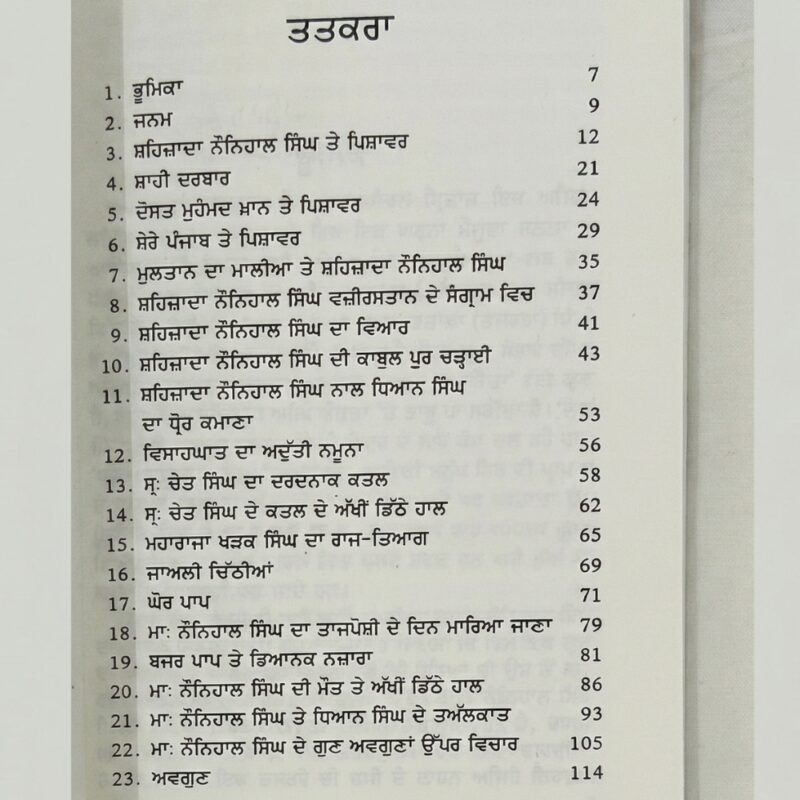 ਤਤਕਰਾ
1. ਭੂਮਿਕਾ 7
2. ਜਨਮ 9
3. ਸ਼ਹਿਜ਼ਾਦਾ ਨੌਨਿਹਾਲ ਸਿੰਘ ਤੇ ਪਿਸ਼ਾਵਰ 12
4. ਸ਼ਾਹੀ ਦਰਬਾਰ 21
5. ਦੋਸਤ ਮੁਹੰਮਦ ਖ਼ਾਨ ਤੇ ਪਿਸ਼ਾਵਰ 24
6. ਸ਼ੇਰੇ ਪੰਜਾਬ ਤੇ ਪਿਸ਼ਾਵਰ 29
7. ਮੁਲਤਾਨ ਦਾ ਮਾਲੀਆ ਤੇ ਸ਼ਹਿਜ਼ਾਦਾ ਨੌਨਿਹਾਲ ਸਿੰਘ 35
8. ਸ਼ਹਿਜ਼ਾਦਾ ਨੌਨਿਹਾਲ ਸਿੰਘ ਵਜ਼ੀਰਸਤਾਨ ਦੇ ਸੰਗ੍ਰਾਮ ਵਿਚ 37
9. ਸ਼ਹਿਜ਼ਾਦਾ ਨੌਨਿਹਾਲ ਸਿੰਘ ਦਾ ਵਿਆਰ 41
10. ਸ਼ਹਿਜ਼ਾਦਾ ਨੌਨਿਹਾਲ ਸਿੰਘ ਦੀ ਕਾਬੁਲ ਪੁਰ ਚੜ੍ਹਾਈ 43
11. ਸ਼ਹਿਜ਼ਾਦਾ ਨੌਨਿਹਾਲ ਸਿੰਘ ਨਾਲ ਧਿਆਨ ਸਿੰਘ
ਦਾ ਧ੍ਰੋਰ ਕਮਾਣਾ 53
12. ਵਿਸਾਹਘਾਤ ਦਾ ਅਦੁੱਤੀ ਨਮੂਨਾ 56
13. ਸ੍ਰ: ਚੇਤ ਸਿੰਘ ਦਾ ਦਰਦਨਾਕ ਕਤਲ 58
14. ਸ੍ਰ: ਚੇਤ ਸਿੰਘ ਦੇ ਕਤਲ ਦੇ ਅੱਖੀਂ ਡਿੱਠੇ ਹਾਲ 62
15. ਮਹਾਰਾਜਾ ਖੜਕ ਸਿੰਘ ਦਾ ਰਾਜ-ਤਿਆਗ 65
16. ਜਾਅਲੀ ਚਿੱਠੀਆਂ 69
17. ਘੋਰ ਪਾਪ 71
18. ਮਾ: ਨੌਨਿਹਾਲ ਸਿੰਘ ਦਾ ਤਾਜਪੋਸ਼ੀ ਦੇ ਦਿਨ ਮਾਰਿਆ ਜਾਣਾ 79
19. ਬਜਰ ਪਾਪ ਤੇ ਡਿਆਨਕ ਨਜ਼ਾਰਾ 81
20. ਮਾ: ਨੌਨਿਹਾਲ ਸਿੰਘ ਦੀ ਮੌਤ ਤੇ ਅੱਖੀਂ ਡਿੱਠੇ ਹਾਲ 86
21. ਮਾ: ਨੌਨਿਹਾਲ ਸਿੰਘ ਤੇ ਧਿਆਨ ਸਿੰਘ ਦੇ ਤਅੱਲਕਾਤ 93
22. ਮਾ: ਨੌਨਿਹਾਲ ਸਿੰਘ ਦੇ ਗੁਣ ਅਵਗੁਣਾਂ ਉੱਪਰ ਵਿਚਾਰ 105
23. ਅਵਗੁਣ 114